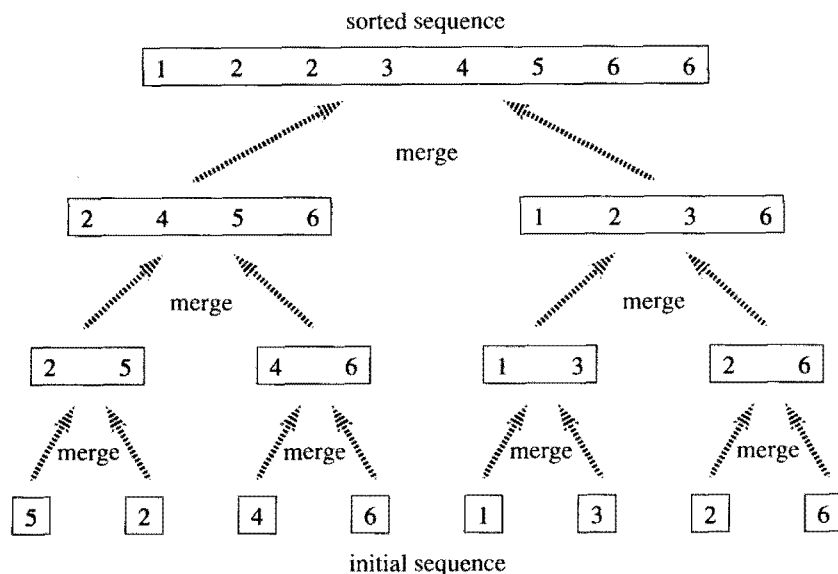 sorted sequence
1 2 2 3 4 5 6 6
merge
2 4 5 6 1 2 3 6
merge merge
2 5 4 6 1 3 2 6
merge merge merge merge
5 2 4 6 1 3 2 6
initial sequence